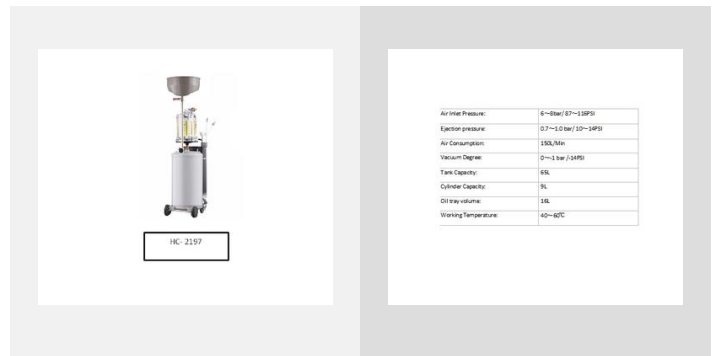 HC- 2197
Air Inlet Pressure: 6～8bar/ 87～116PSI
Ejection pressure: 0.7～1.0 bar/ 10～14PSI
Air Consumption: 150L/Min
Vacuum Degree: 0～-1 bar /-14PSI
Tank Capacity: 65L
Cylinder Capacity: 9L
Oil tray volume: 16L
Working Temperature: 40～60℃